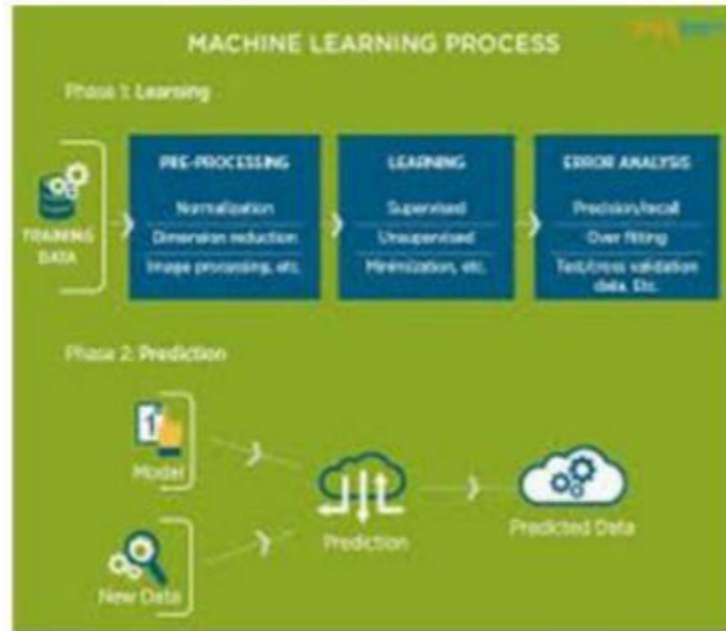 MACHINE LEARNING PROCESS
Phase 1: Learning
TRAINING
DATA
PRE-PROCESSING
Normalization
Dimension reduction
Image processing, etc.
LEARNING
Supervised
Unsupervised
Minimization, etc.
ERROR ANALYSIS
Precision/recall
Over fitting
Test/cross validation
data. Etc.
Phase 2: Prediction
1
Model
New Data
Prediction
Predicted Data